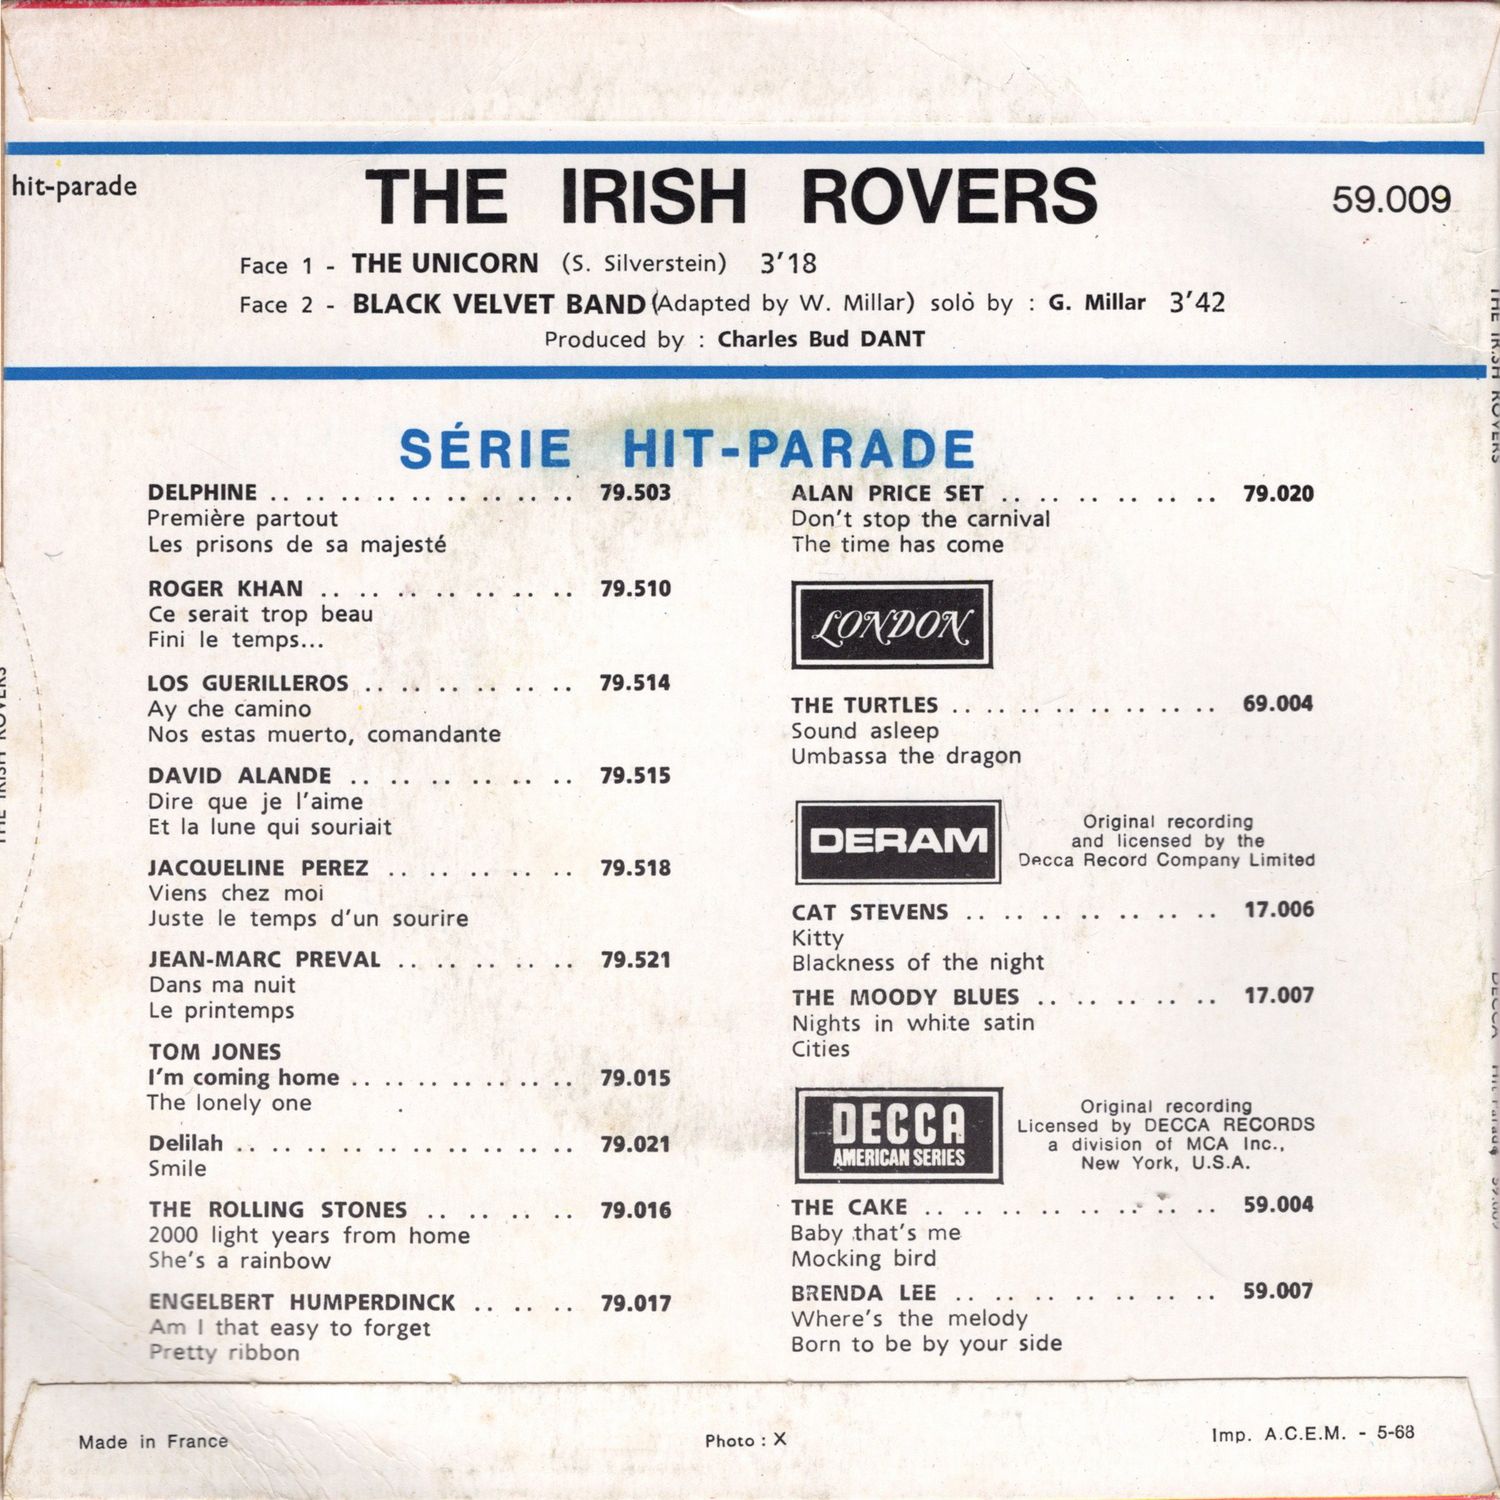 hit-parade
THE IRISH ROVERS
59.009
Face 1 - THE UNICORN (S. Silverstein) 3'18
Face 2 - BLACK VELVET BAND (Adapted by W. Millar) solo by : G. Millar 3'42
Produced by : Charles Bud DANT
SÉRIE HIT-PARADE
DELPHINE .. .. .. .. .. .. .. .. .. 79.503
Première partout
Les prisons de sa majesté
ROGER KHAN .. .. .. .. .. .. .. 79.510
Ce serait trop beau
Fini le temps...
LOS GUERILLEROS .. .. .. .. .. .. 79.514
Ay che camino
Nos estas muerto, comandante
DAVID ALANDE .. .. .. .. .. .. .. 79.515
Dire que je l'aime
Et la lune qui souriait
JACQUELINE PEREZ .. .. .. .. .. .. 79.518
Viens chez moi
Juste le temps d'un sourire
JEAN-MARC PREVAL .. .. .. .. .. 79.521
Dans ma nuit
Le printemps
TOM JONES
I'm coming home .. .. .. .. .. .. .. 79.015
The lonely one
Delilah .. .. .. .. .. .. .. .. .. .. 79.021
Smile
THE ROLLING STONES .. .. .. .. .. 79.016
2000 light years from home
She's a rainbow
ENGELBERT HUMPERDINCK .. .. .. 79.017
Am I that easy to forget
Pretty ribbon
ALAN PRICE SET .. .. .. .. .. .. 79.020
Don't stop the carnival
The time has come
LONDON
THE TURTLES .. .. .. .. .. .. .. .. 69.004
Sound asleep
Umbassa the dragon
DERAM
Original recording
and licensed by the
Decca Record Company Limited
CAT STEVENS .. .. .. .. .. .. .. 17.006
Kitty
Blackness of the night
THE MOODY BLUES .. .. .. .. .. 17.007
Nights in white satin
Cities
DECCA
AMERICAN SERIES
Original recording
Licensed by DECCA RECORDS
a division of MCA Inc.,
New York, U.S.A.
THE CAKE .. .. .. .. .. .. .. .. 59.004
Baby that's me
Mocking bird
BRENDA LEE .. .. .. .. .. .. .. .. 59.007
Where's the melody
Born to be by your side
Made in France
Photo : X
Imp. A.C.E.M. - 5-68
THE IRISH ROVERS
THE IRISH ROVERS